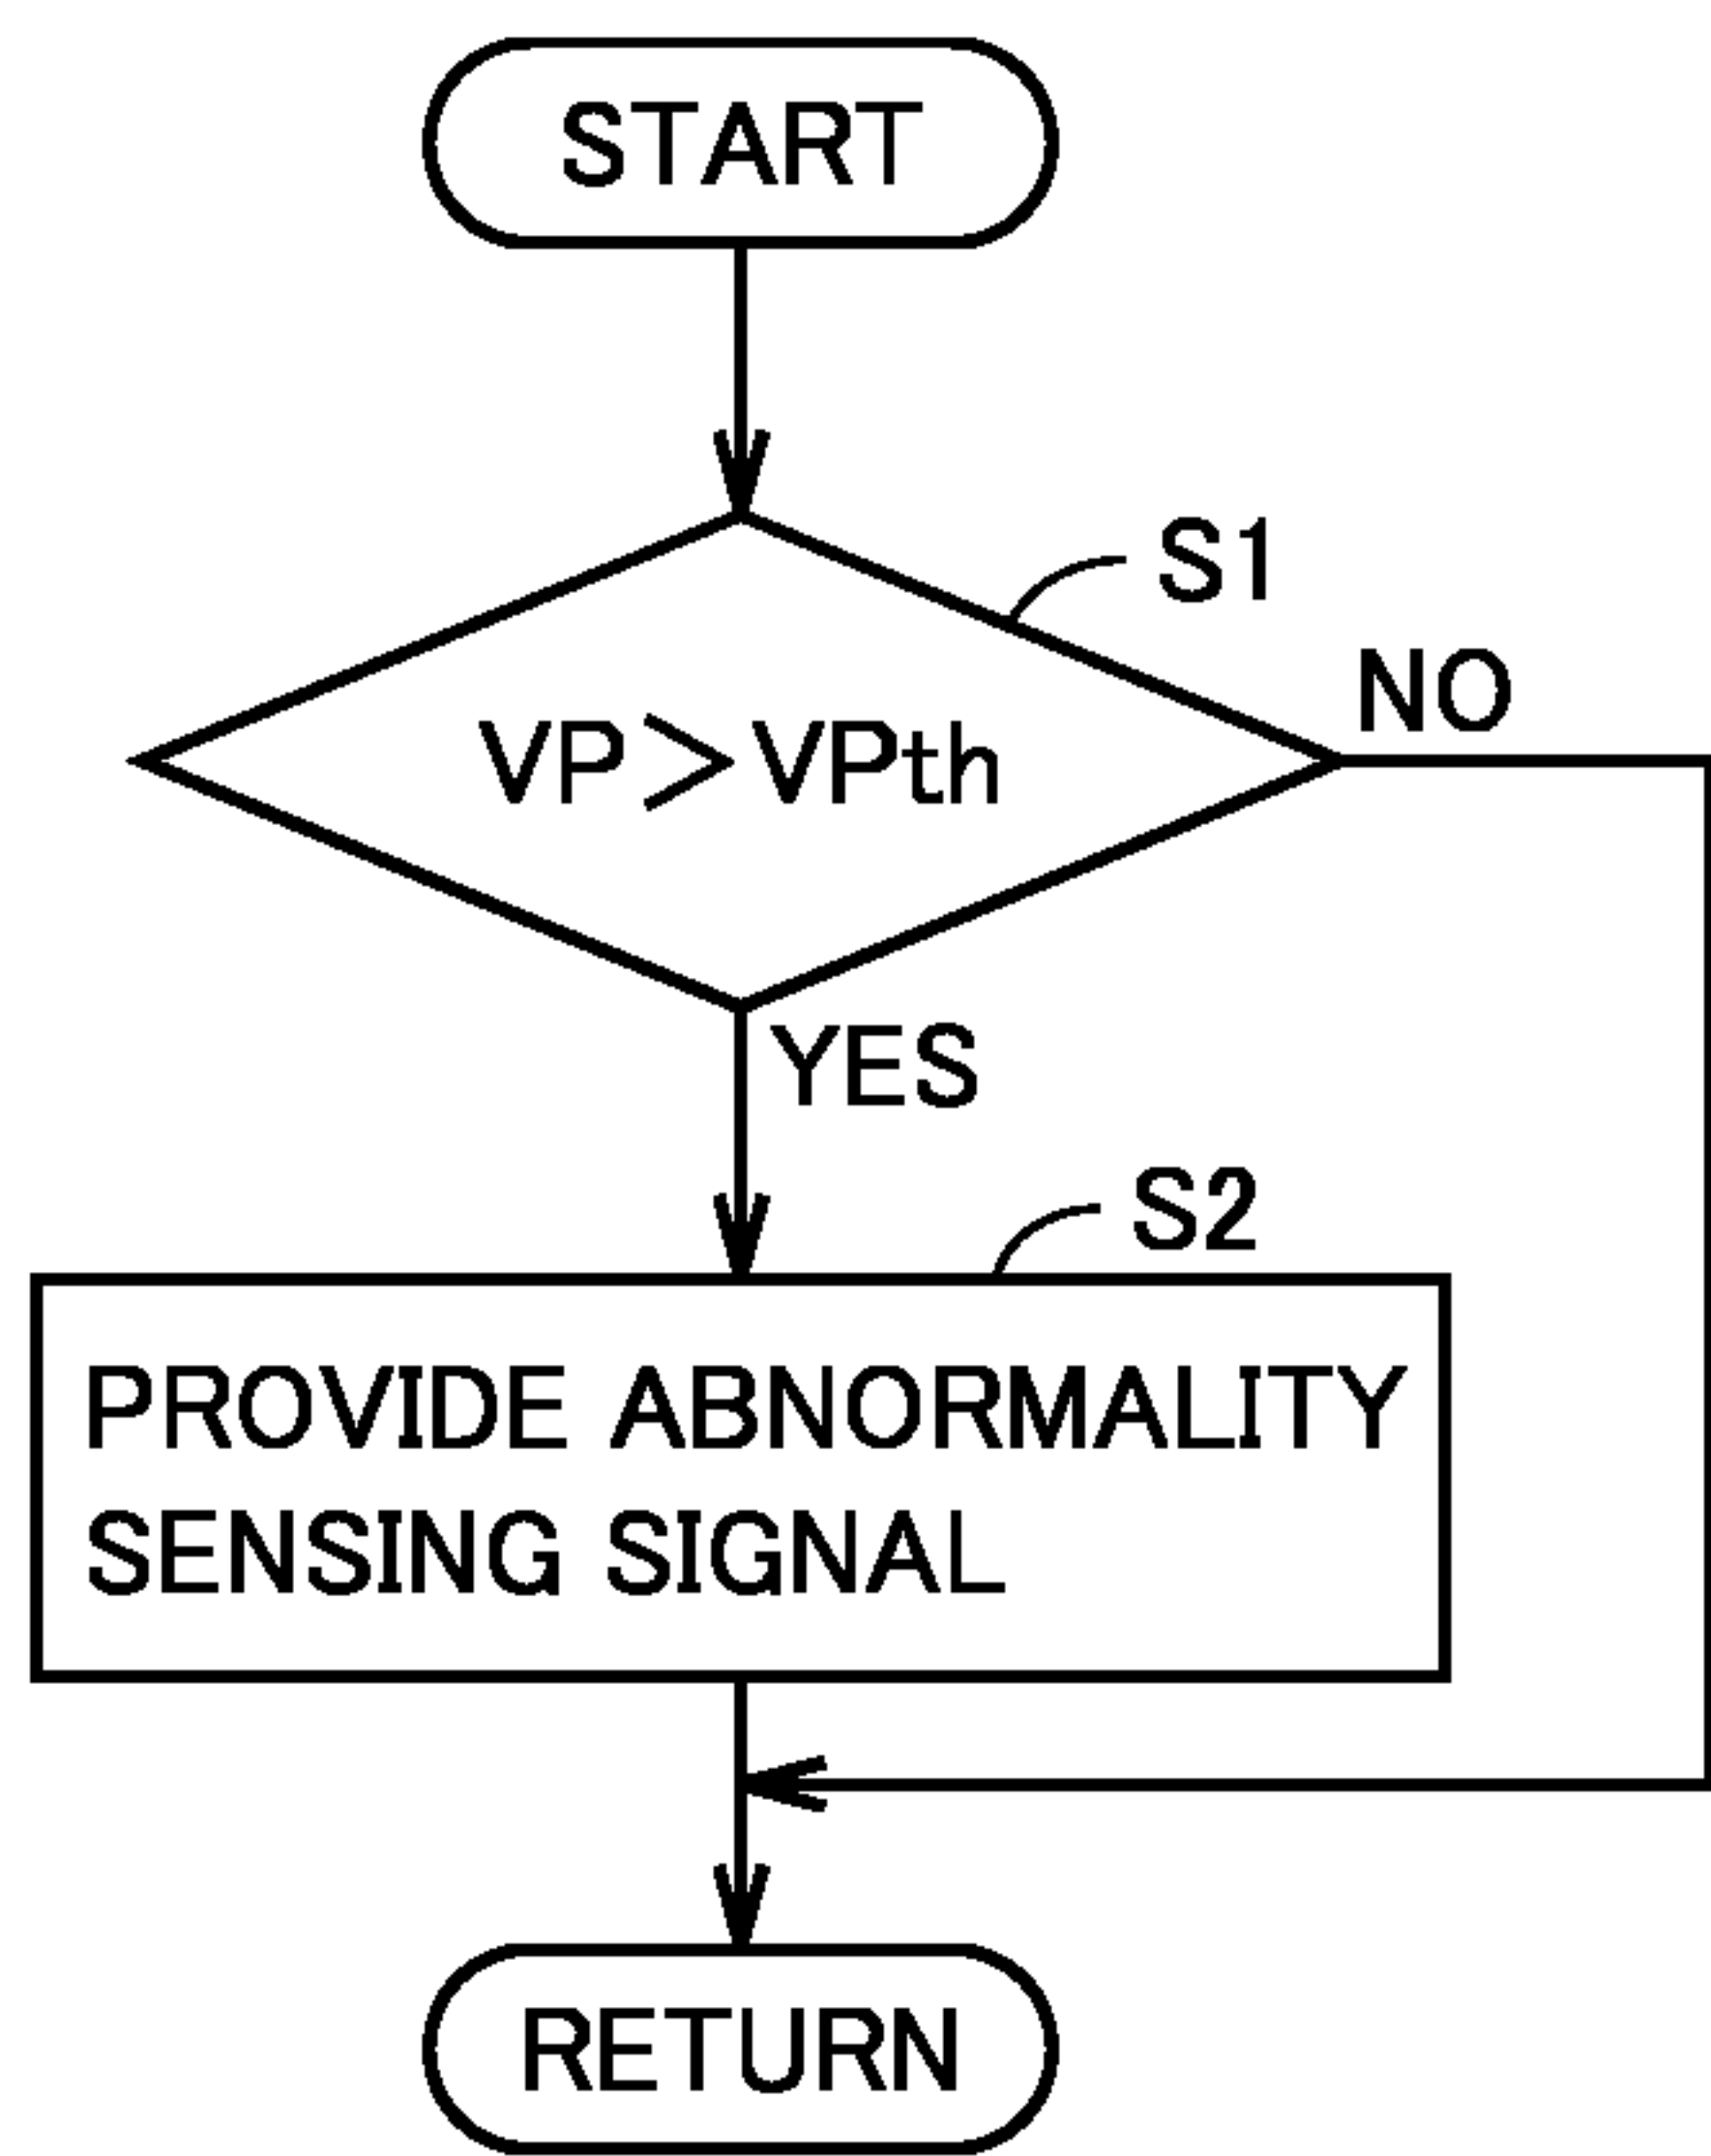 START
S1
NO
VP＞VPth
YES
S2
PROVIDE ABNORMALITY
SENSING SIGNAL
RETURN